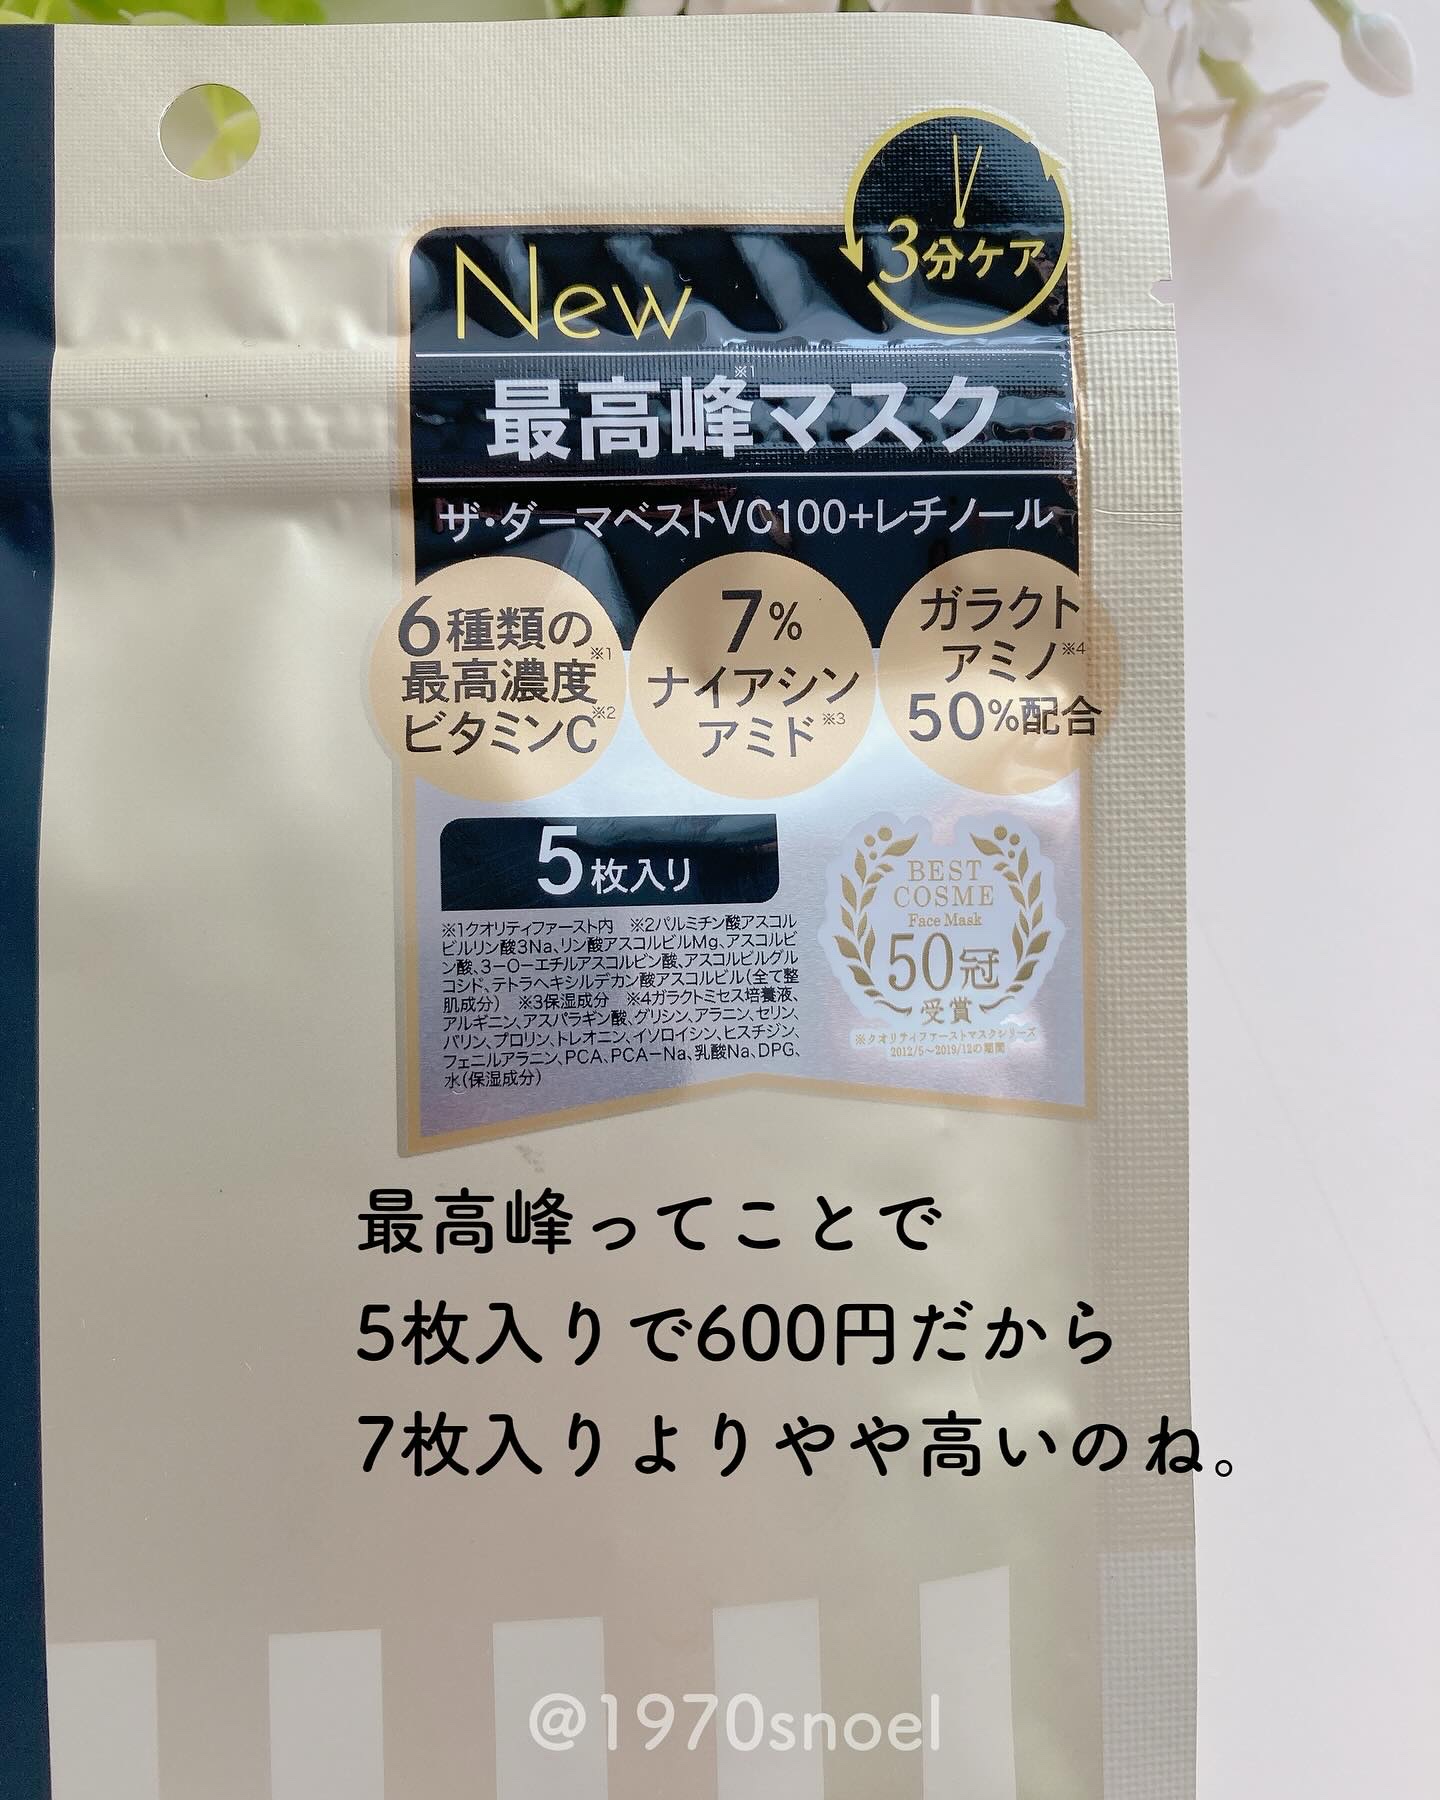 3分ケア
New
最高峰※1マスク
ザ・ダーマベストVC100+レチノール
6種類の
最高濃度※1
ビタミンC※2
7%
ナイアシン
アミド※3
ガラクト
アミノ※4
50%配合
5枚入り
※1クオリティファースト内 ※2パルミチン酸アスコル
ビルリン酸3Na、リン酸アスコルビルMg、アスコルビ
ン酸、3-O-エチルアスコルビン酸、アスコルビルグル
コシド、テトラヘキシルデカン酸アスコルビル(全て整
肌成分) ※3保湿成分 ※4ガラクトミセス培養液、
アルギニン、アスパラギン酸、グリシン、アラニン、セリン、
バリン、プロリン、トレオニン、イソロイシン、ヒスチジン、
フェニルアラニン、PCA、PCA-Na、乳酸Na、DPG、
水(保湿成分)
BEST
COSME
Face Mask
50冠
受賞
※クオリティファーストマスクシリーズ
2012/5~2019/12の期間
最高峰ってことで
5枚入りで600円だから
7枚入りよりやや高いのね。
@1970snoel